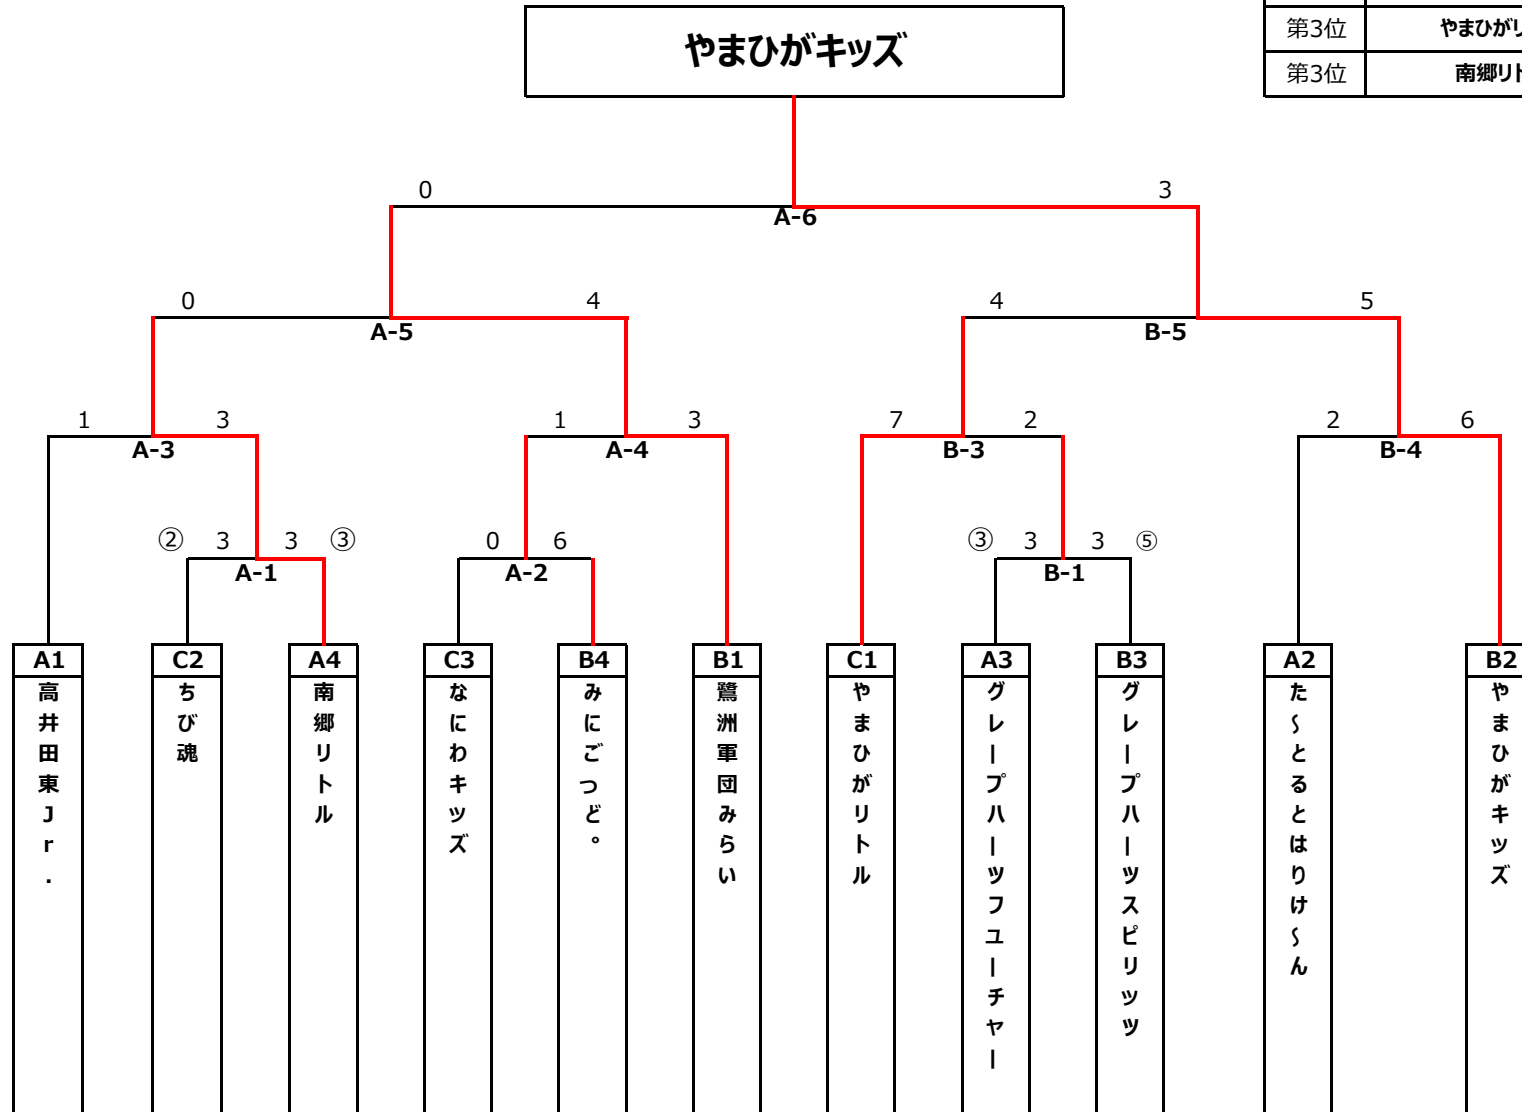 やまひがキッズ
第3位 やまひがリ
第3位 南郷リト
0 3
A-6
0 4 4 5
A-5 B-5
1 3 1 3 7 2 2 6
A-3 A-4 B-3 B-4
② 3 3 ③ 0 6 ③ 3 3 ⑤
A-1 A-2 B-1
A1 C2 A4 C3 B4 B1 C1 A3 B3 A2 B2
高井田東Jr.
ちび魂
南郷リトル
なにわキッズ
みにごっど。
鷺洲軍団みらい
やまひがリトル
グレープハーツフューチャー
グレープハーツスピリッツ
た～とるとはりけ～ん
やまひがキッズ